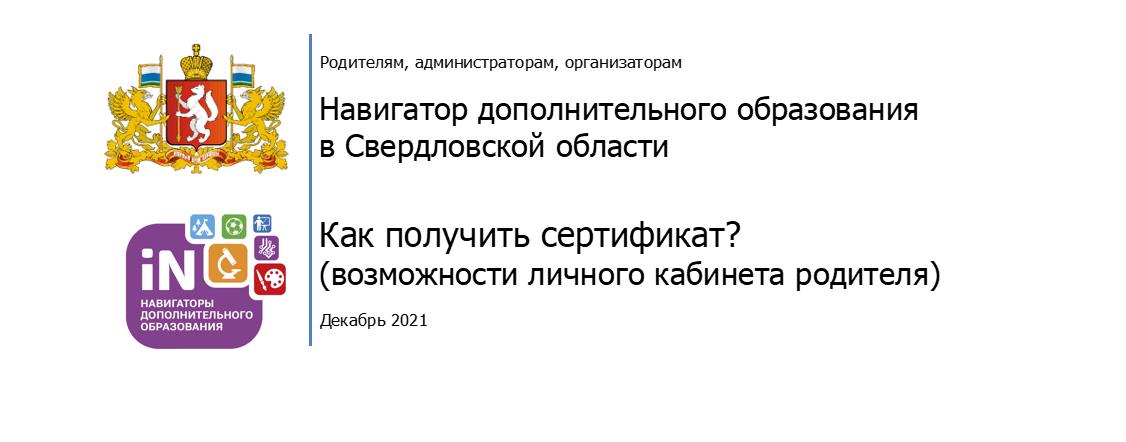 Родителям, администраторам, организаторам
Навигатор дополнительного образования
в Свердловской области
iN
НАВИГАТОРЫ
ДОПОЛНИТЕЛЬНОГО
ОБРАЗОВАНИЯ
Как получить сертификат?
(возможности личного кабинета родителя)
Декабрь 2021